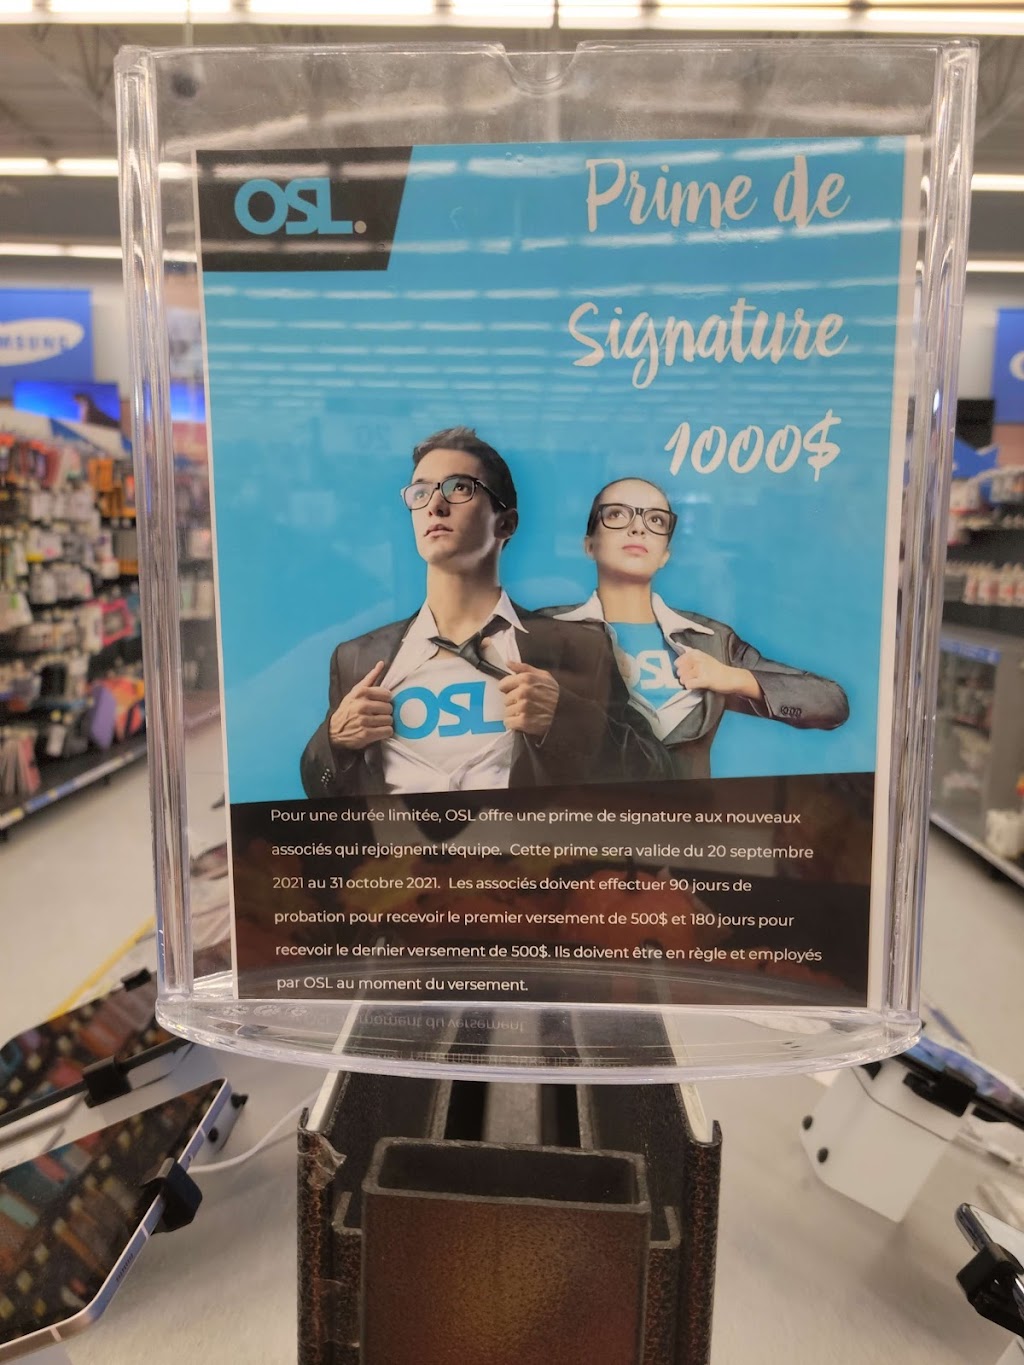 OSL.
Prime de
Signature
1000$
OSL
OSL
Pour une durée limitée, OSL offre une prime de signature aux nouveaux
associés qui rejoignent l'équipe. Cette prime sera valide du 20 septembre
2021 au 31 octobre 2021. Les associés doivent effectuer 90 jours de
probation pour recevoir le premier versement de 500$ et 180 jours pour
recevoir le dernier versement de 500$. Ils doivent être en règle et employés
par OSL au moment du versement.